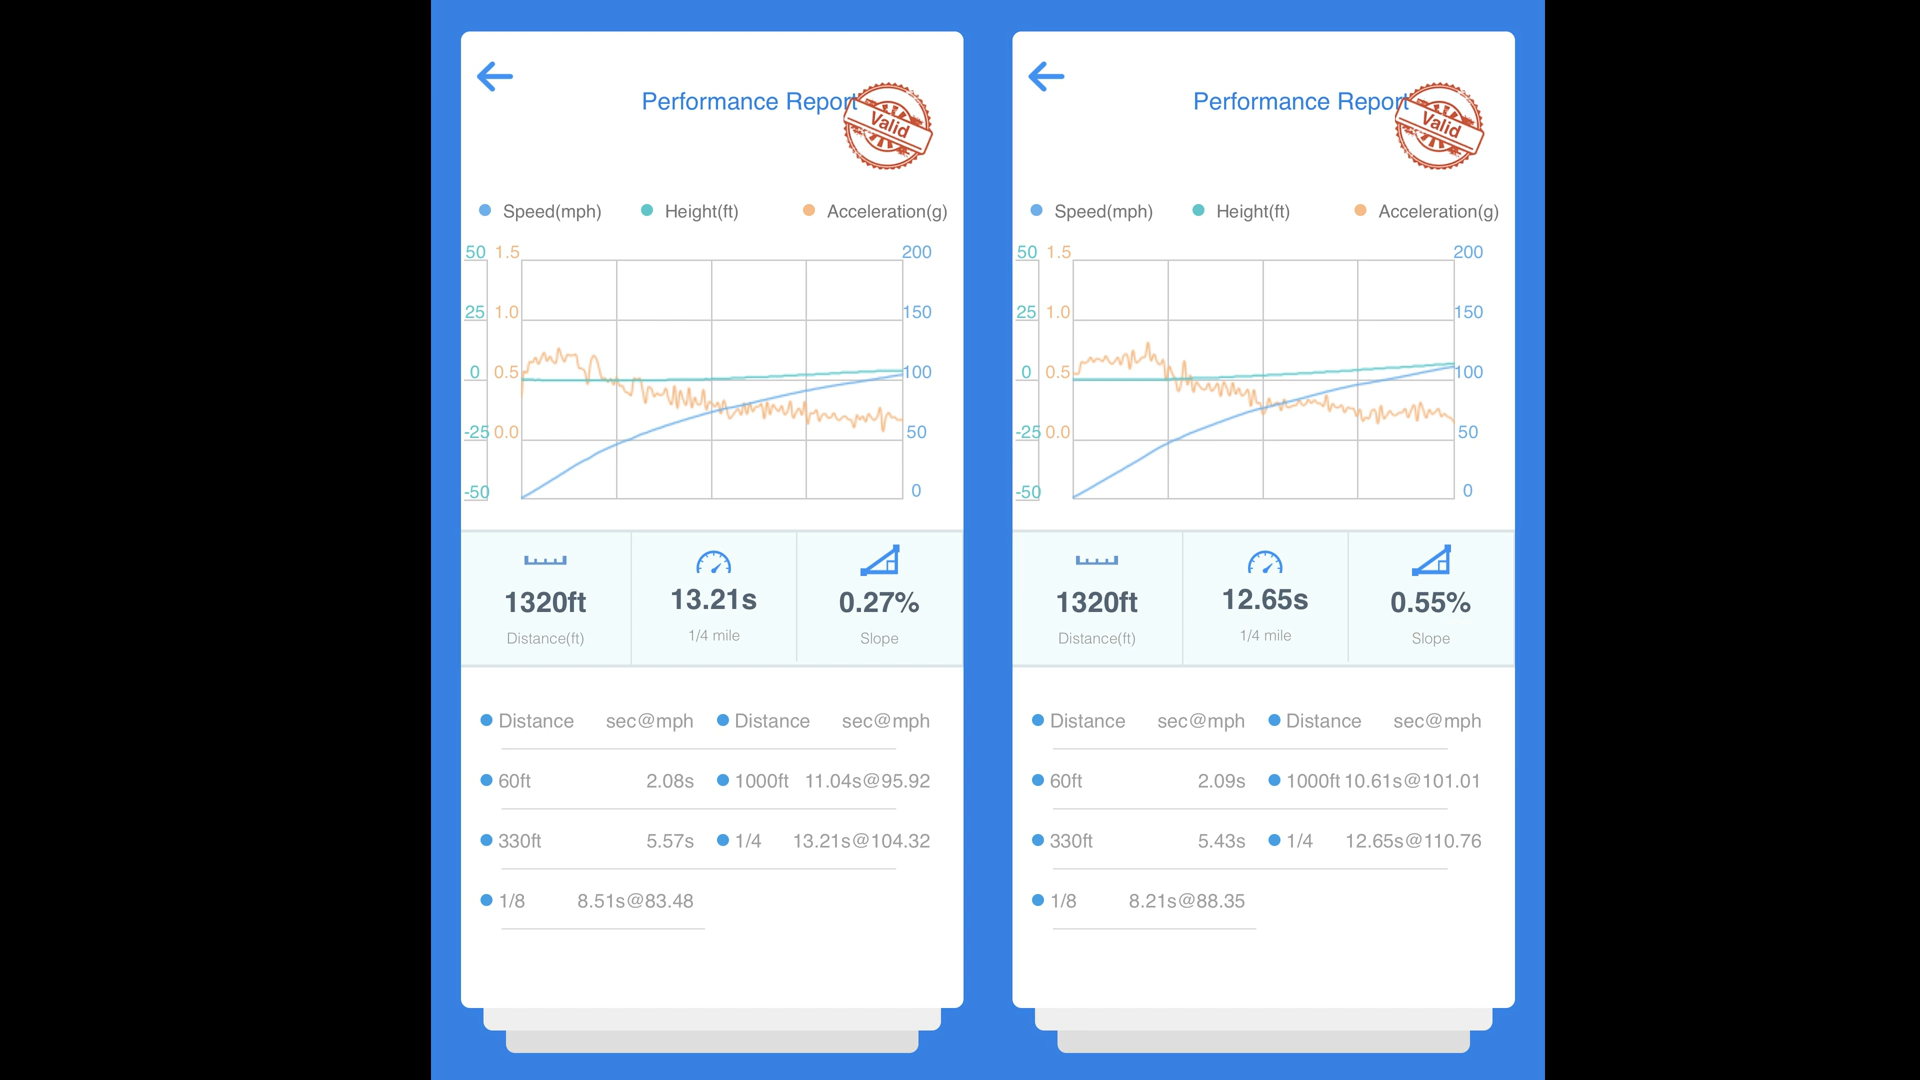 Performance Report
Valid
Speed(mph) Height(ft) Acceleration(g)
50 1.5 200
25 1.0 150
0 0.5 100
-25 0.0 50
-50 0
1320ft 13.21s 0.27%
Distance(ft) 1/4 mile Slope
Distance sec@mph Distance sec@mph
60ft 2.08s 1000ft 11.04s@95.92
330ft 5.57s 1/4 13.21s@104.32
1/8 8.51s@83.48
Performance Report
Valid
Speed(mph) Height(ft) Acceleration(g)
50 1.5 200
25 1.0 150
0 0.5 100
-25 0.0 50
-50 0
1320ft 12.65s 0.55%
Distance(ft) 1/4 mile Slope
Distance sec@mph Distance sec@mph
60ft 2.09s 1000ft 10.61s@101.01
330ft 5.43s 1/4 12.65s@110.76
1/8 8.21s@88.35